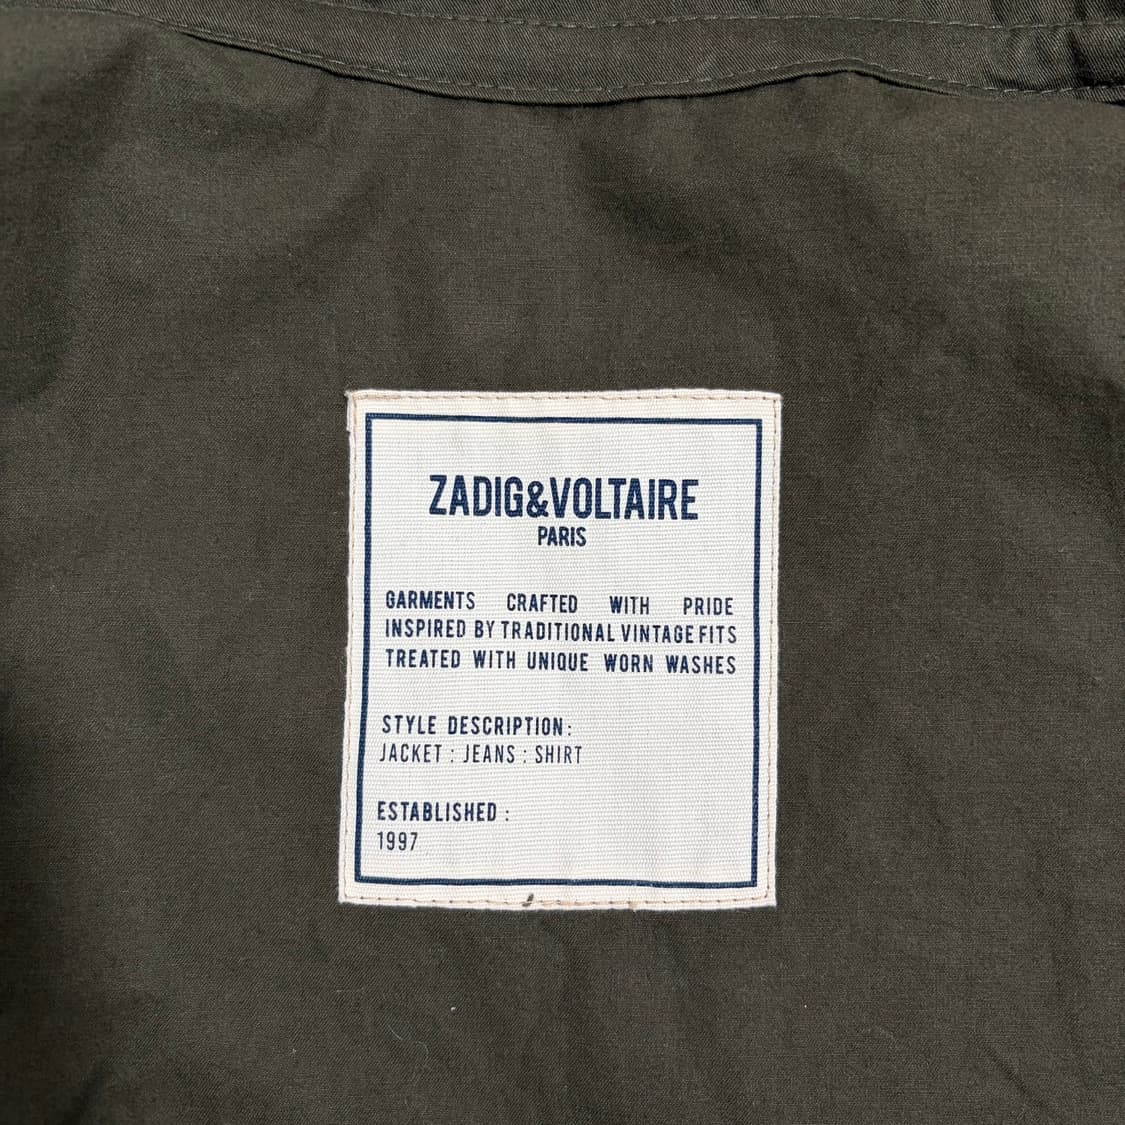 ZADIG&VOLTAIRE
PARIS
GARMENTS CRAFTED WITH PRIDE
INSPIRED BY TRADITIONAL VINTAGE FITS
TREATED WITH UNIQUE WORN WASHES
STYLE DESCRIPTION:
JACKET : JEANS : SHIRT
ESTABLISHED :
1997